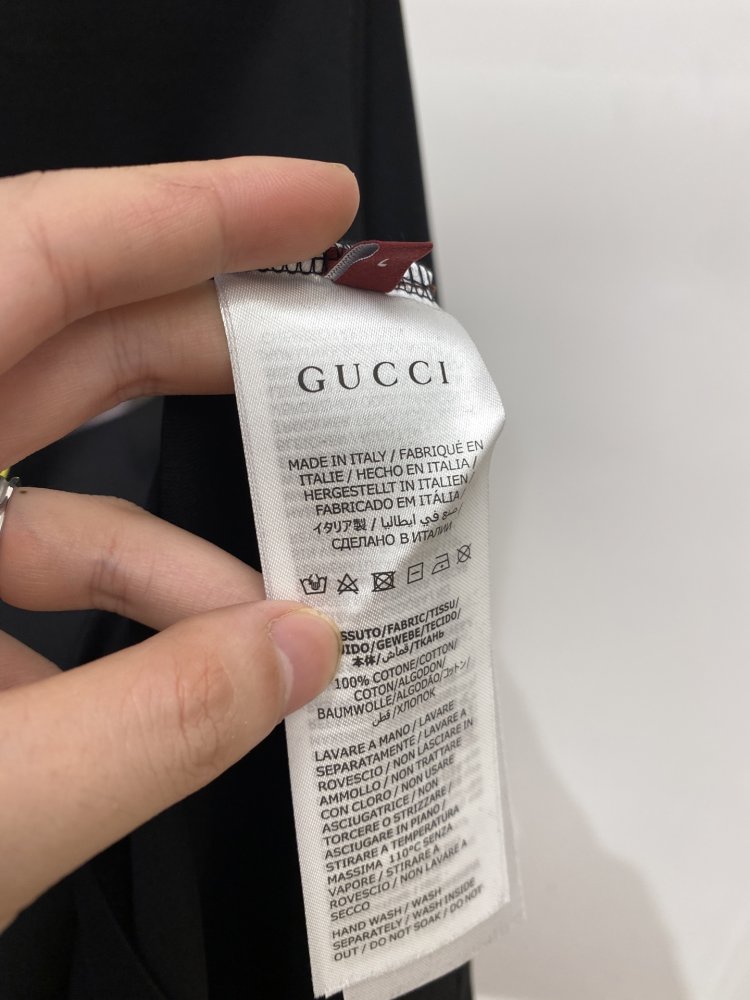 GUCCI
MADE IN ITALY / FABRIQUÉ EN
ITALIE / HECHO EN ITALIA /
HERGESTELLT IN ITALIEN /
FABRICADO EM ITÁLIA /
イタリア製 / صنع في ايطاليا /
СДЕЛАНО В ИТАЛИИ
SSUTO/FABRIC/TISSU/
IDO/GEWEBE/TECIDO/
本体/قماش/ТКАНЬ
100% COTONE/COTTON/
COTON/ALGODON/
BAUMWOLLE/ALGODÃO/コットン/
قطن/ХЛОПОК
LAVARE A MANO / LAVARE
SEPARATAMENTE / LAVARE A
ROVESCIO / NON LASCIARE IN
AMMOLLO / NON TRATTARE
CON CLORO / NON USARE
ASCIUGATRICE / NON
TORCERE O STRIZZARE /
ASCIUGARE IN PIANO /
STIRARE A TEMPERATURA
MASSIMA 110°C SENZA
VAPORE / STIRARE A
ROVESCIO / NON LAVARE A
SECCO
HAND WASH / WASH
SEPARATELY / WASH INSIDE
OUT / DO NOT SOAK / DO NOT